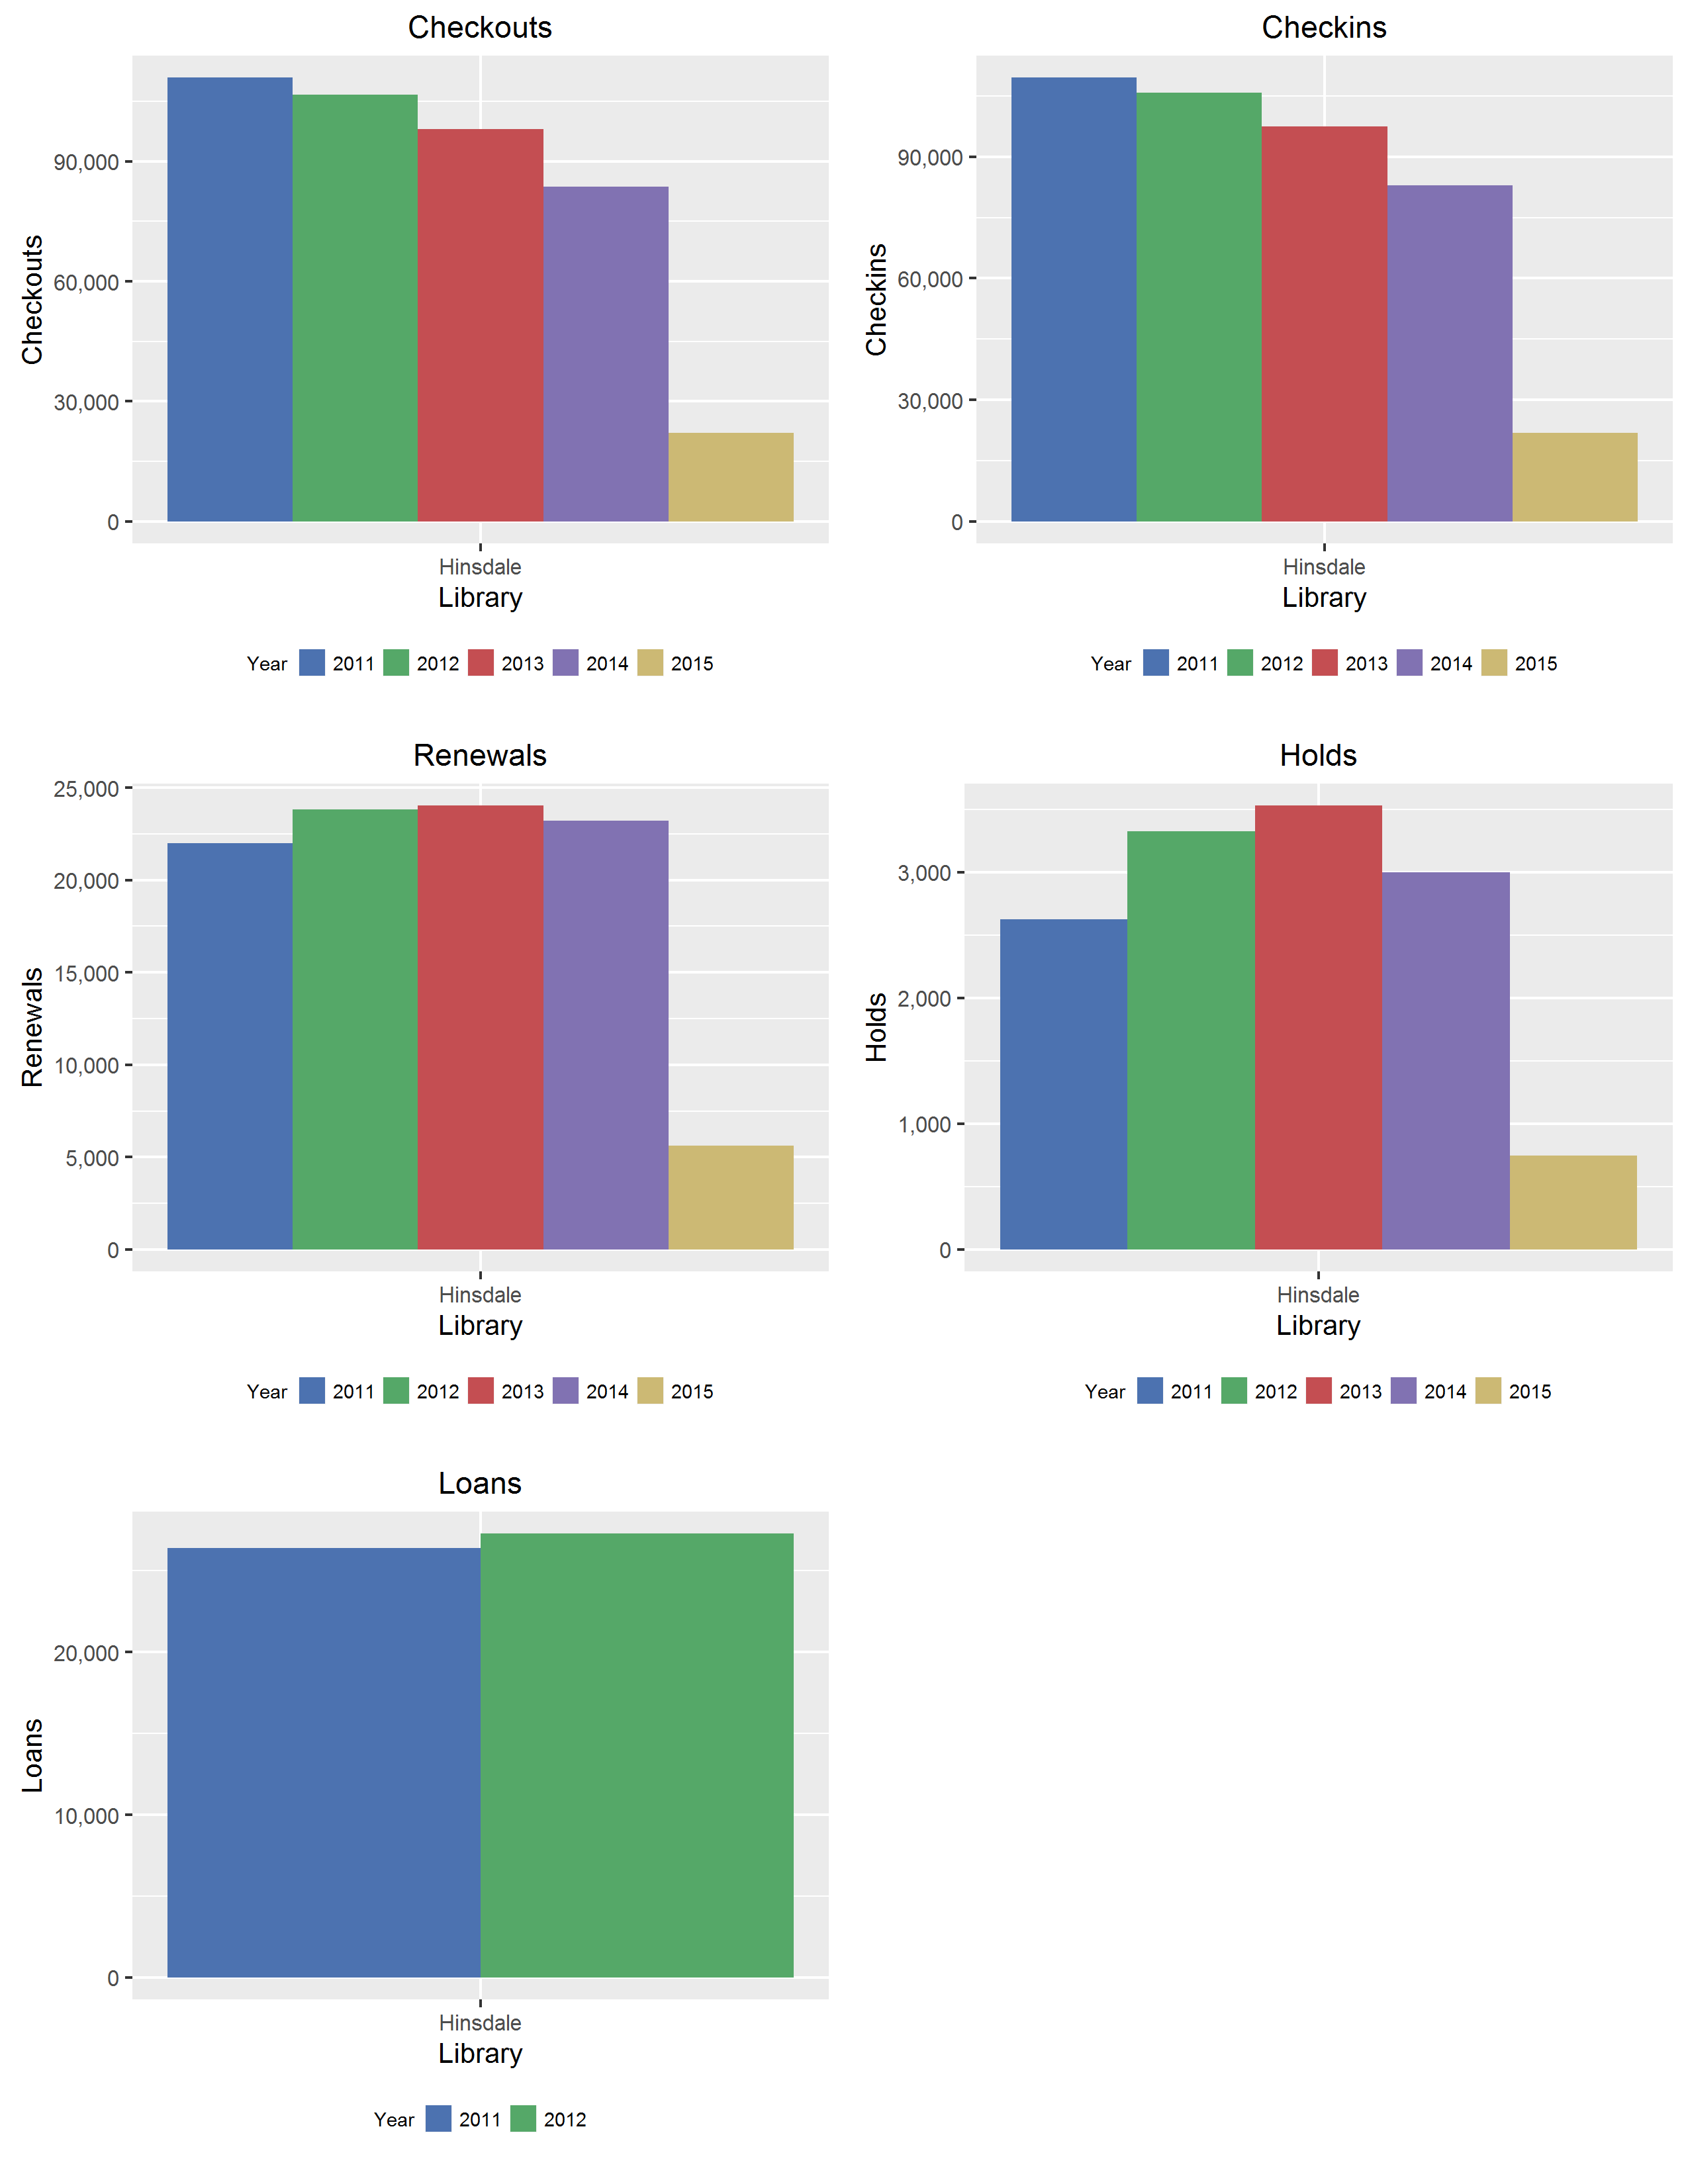 Checkouts
Checkouts
90,000
60,000
30,000
0
Hinsdale
Library
Year 2011 2012 2013 2014 2015
Checkins
Checkins
90,000
60,000
30,000
0
Hinsdale
Library
Year 2011 2012 2013 2014 2015
Renewals
Renewals
25,000
20,000
15,000
10,000
5,000
0
Hinsdale
Library
Year 2011 2012 2013 2014 2015
Holds
Holds
3,000
2,000
1,000
0
Hinsdale
Library
Year 2011 2012 2013 2014 2015
Loans
Loans
20,000
10,000
0
Hinsdale
Library
Year 2011 2012